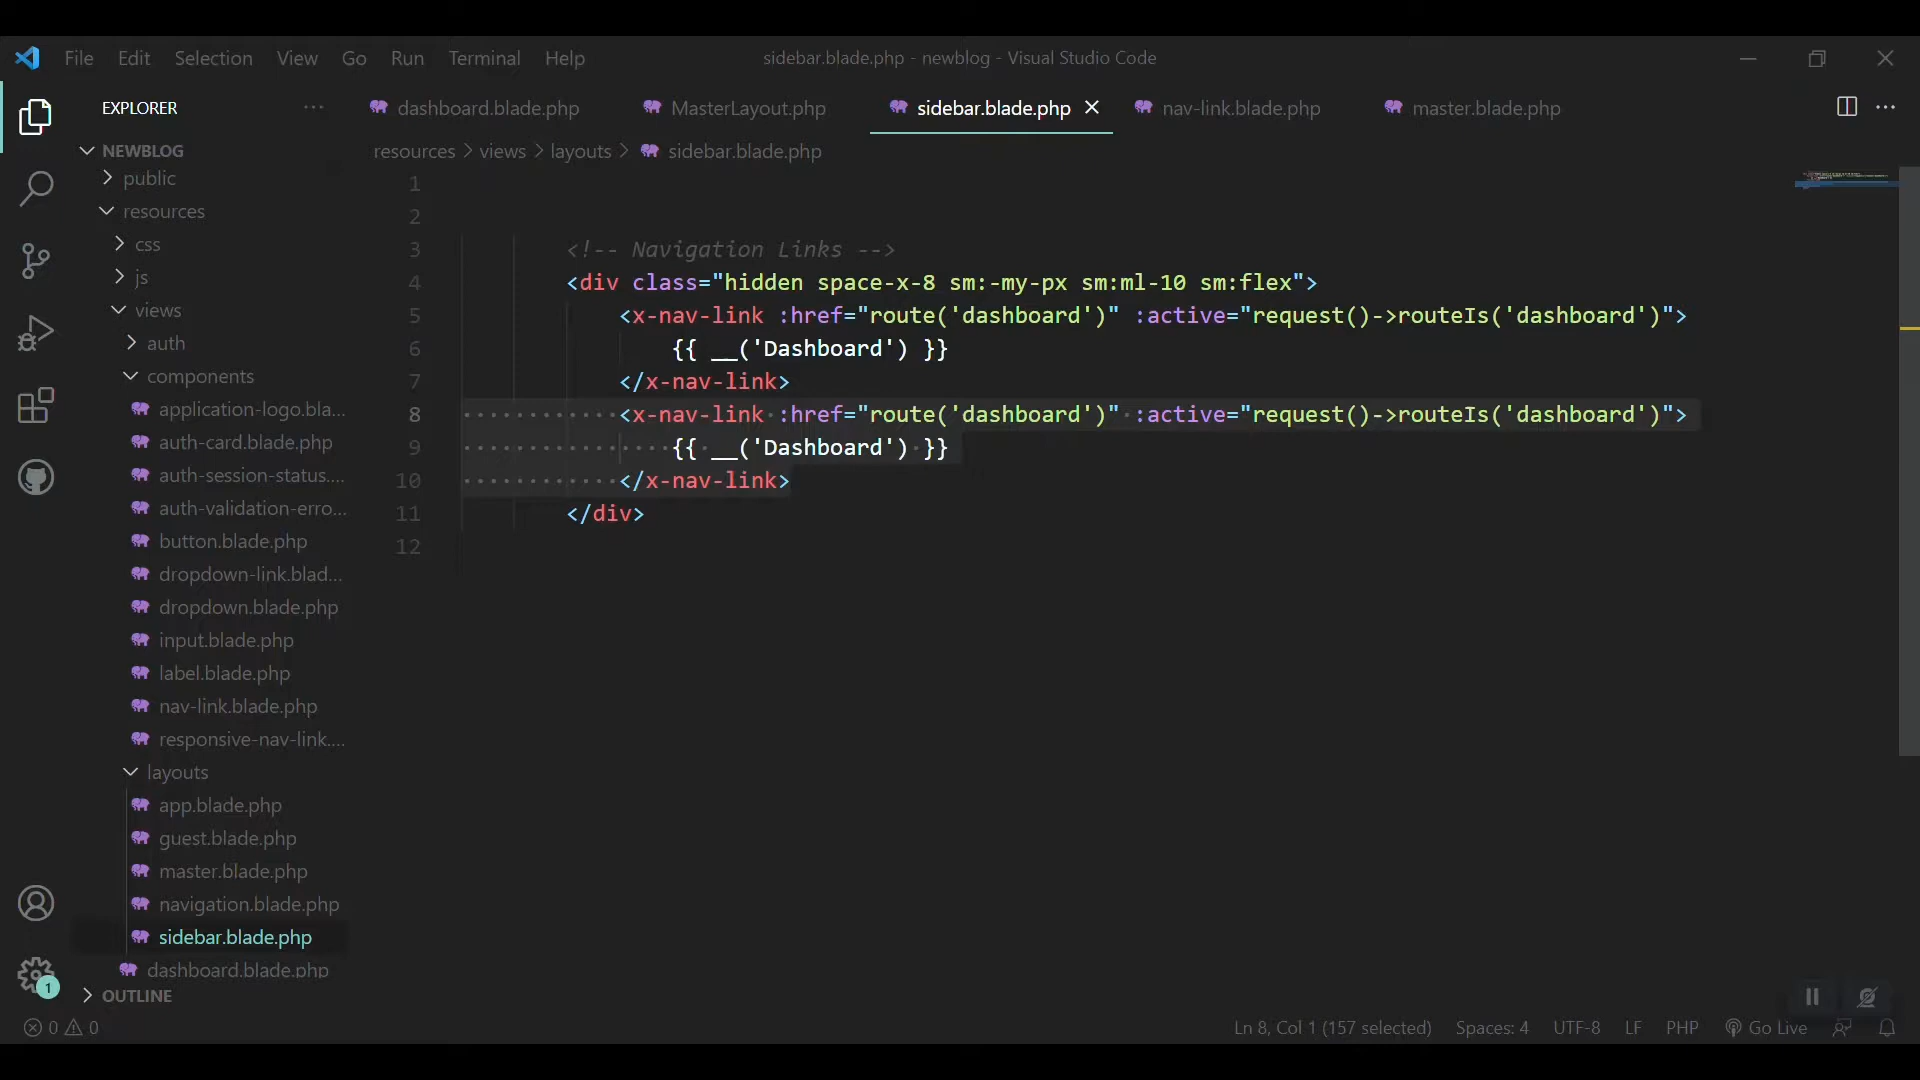 File Edit Selection View Go Run Terminal Help
sidebar.blade.php - newblog - Visual Studio Code
EXPLORER
dashboard.blade.php MasterLayout.php sidebar.blade.php nav-link.blade.php master.blade.php
NEWBLOG
public
resources
css
js
views
auth
components
application-logo.bla...
auth-card.blade.php
auth-session-status....
auth-validation-erro...
button.blade.php
dropdown-link.blad...
dropdown.blade.php
input.blade.php
label.blade.php
nav-link.blade.php
responsive-nav-link....
layouts
app.blade.php
guest.blade.php
master.blade.php
navigation.blade.php
sidebar.blade.php
dashboard.blade.php
OUTLINE
resources > views > layouts > sidebar.blade.php
1
2
3 <!-- Navigation Links -->
4 <div class="hidden space-x-8 sm:-my-px sm:ml-10 sm:flex">
5 <x-nav-link :href="route('dashboard')" :active="request()->routeIs('dashboard')">
6 {{ __('Dashboard') }}
7 </x-nav-link>
8 <x-nav-link :href="route('dashboard')" :active="request()->routeIs('dashboard')">
9 {{ __('Dashboard') }}
10 </x-nav-link>
11 </div>
12
1
0 0
Ln 8, Col 1 (157 selected) Spaces: 4 UTF-8 LF PHP Go Live